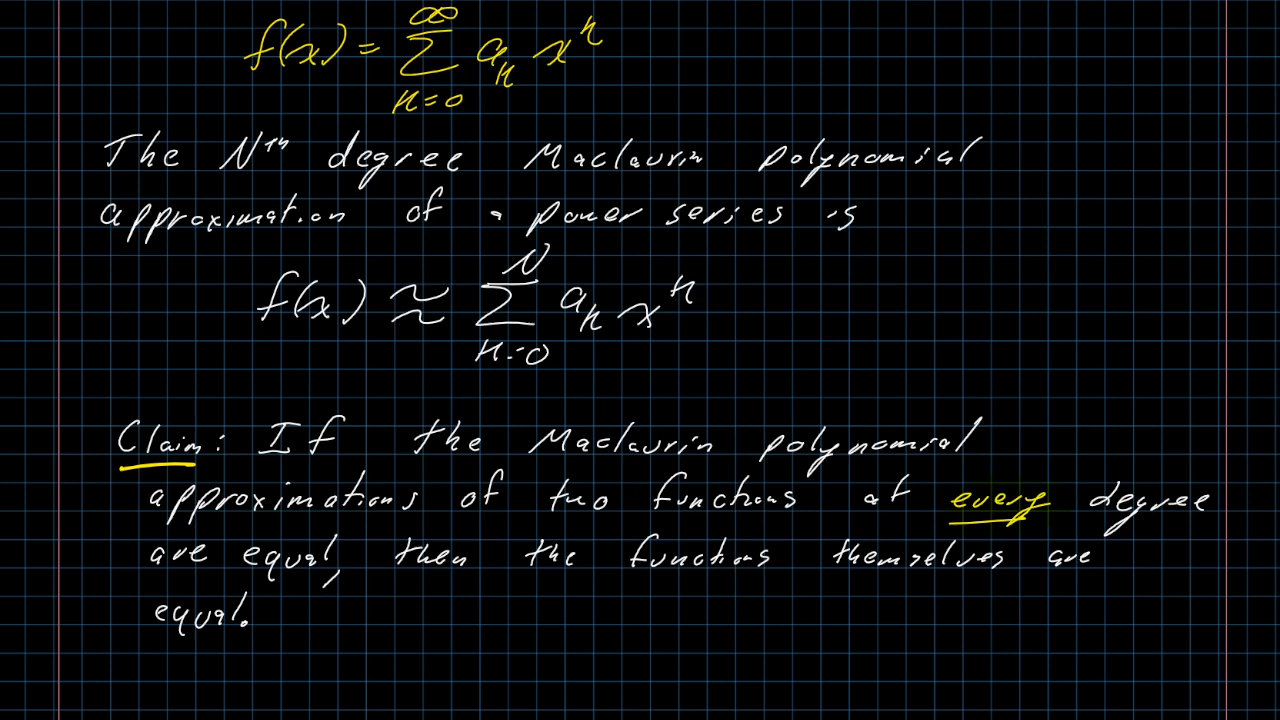 f(x) = ∑_{n=0}^{∞} a_n x^n
The Nᵀᴴ degree Maclaurin polynomial
approximation of a power series is
f(x) ≈ ∑_{n=0}^{N} a_n x^n
Claim: If the Maclaurin polynomial
approximations of two functions at every degree
are equal, then the functions themselves are
equal.